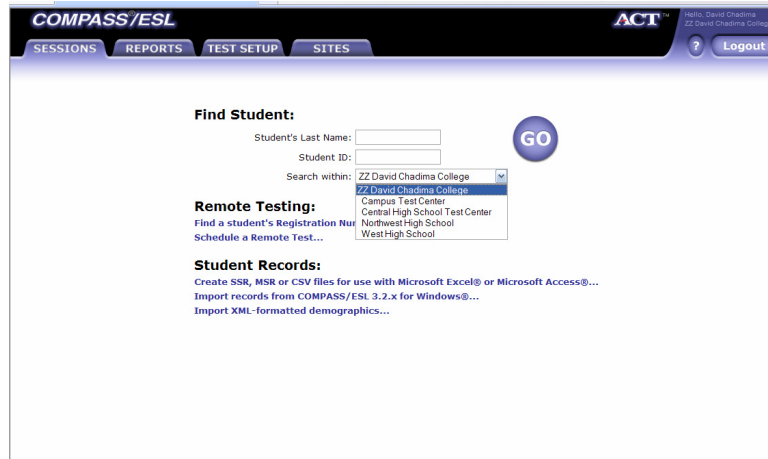 COMPASS®/ESL
ACT™
Hello, David Chadima
ZZ David Chadima Colleg
SESSIONS REPORTS TEST SETUP SITES
? Logout
Find Student:
Student's Last Name:
GO
Student ID:
Search within: ZZ David Chadima College
ZZ David Chadima College
Campus Test Center
Central High School Test Center
Northwest High School
West High School
Remote Testing:
Find a student's Registration Nu
Schedule a Remote Test...
Student Records:
Create SSR, MSR or CSV files for use with Microsoft Excel® or Microsoft Access®...
Import records from COMPASS/ESL 3.2.x for Windows®...
Import XML-formatted demographics...